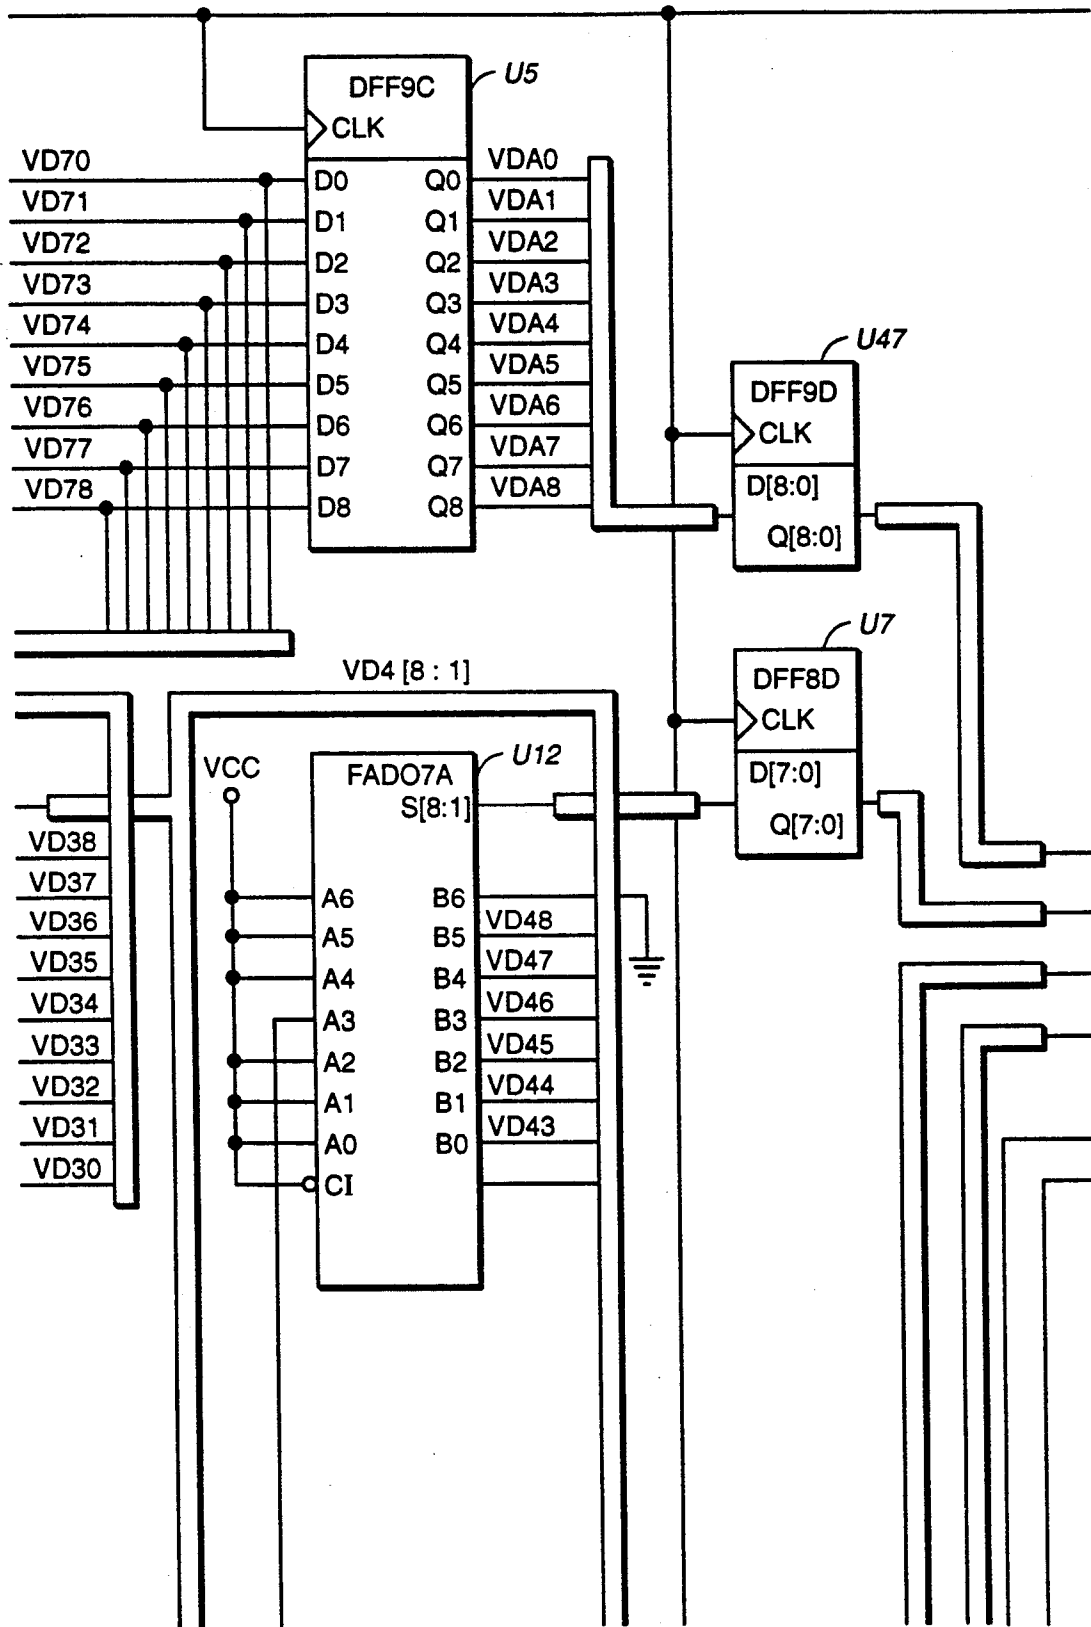 DFF9C
U5
CLK
VD70
VD71
VD72
VD73
VD74
VD75
VD76
VD77
VD78
D0
D1
D2
D3
D4
D5
D6
D7
D8
Q0
Q1
Q2
Q3
Q4
Q5
Q6
Q7
Q8
VDA0
VDA1
VDA2
VDA3
VDA4
VDA5
VDA6
VDA7
VDA8
U47
DFF9D
CLK
D[8:0]
Q[8:0]
U7
DFF8D
CLK
D[7:0]
Q[7:0]
VD4 [8 : 1]
VCC
FADO7A
U12
S[8:1]
VD38
VD37
VD36
VD35
VD34
VD33
VD32
VD31
VD30
A6
A5
A4
A3
A2
A1
A0
CI
B6
B5
B4
B3
B2
B1
B0
VD48
VD47
VD46
VD45
VD44
VD43